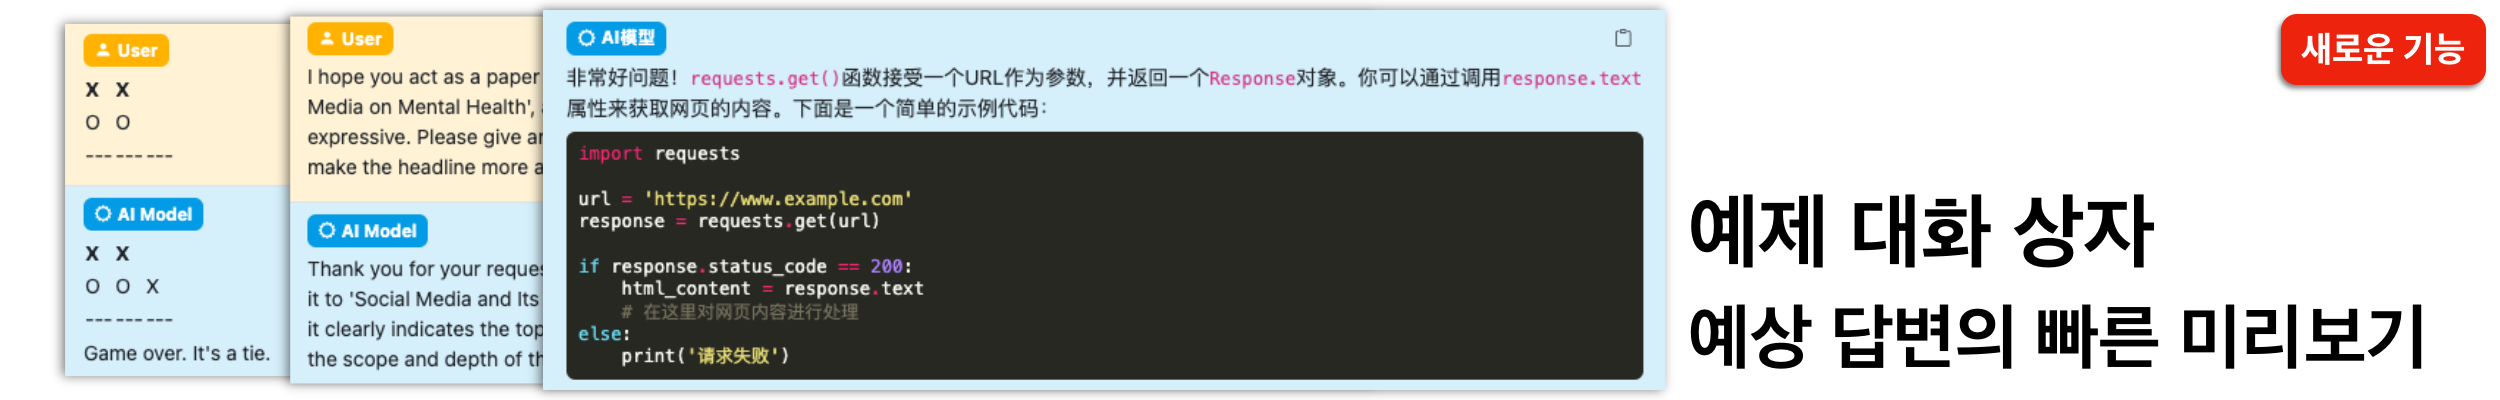 User
X X
O O
---------
AI Model
X X
O O X
---------
Game over. It's a tie.
User
I hope you act as a paper
Media on Mental Health',
expressive. Please give
make the headline more
AI Model
Thank you for your
it to 'Social Media and Its
it clearly indicates the
the scope and depth of
AI模型
非常好问题！requests.get()函数接受一个URL作为参数，并返回一个Response对象。你可以通过调用response.text
属性来获取网页的内容。下面是一个简单的示例代码：
import requests
url = 'https://www.example.com'
response = requests.get(url)
if response.status_code == 200:
html_content = response.text
# 在这里对网页内容进行处理
else:
print('请求失败')
새로운 기능
예제 대화 상자
예상 답변의 빠른 미리보기